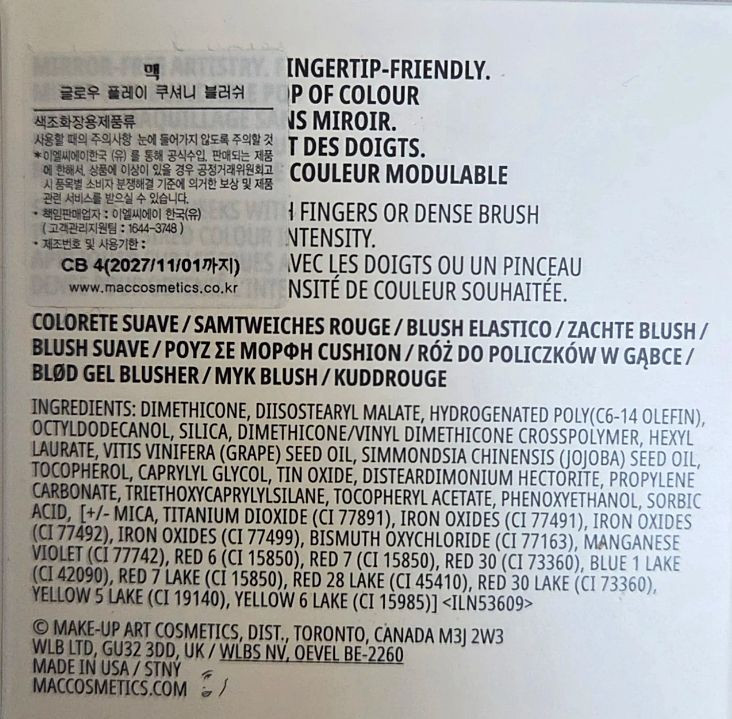 맥
글로우 플레이 쿠셔니 블러쉬
색조화장용제품류
사용할 때의 주의사항 눈에 들어가지 않도록 주의할 것
*이엘씨에이한국 (유) 를 통해 공식수입, 판매되는 제품
에 한해서, 상품에 이상이 있을 경우 공정거래위원회고
시 품목별 소비자 분쟁해결 기준에 의거한 보상 및 제품
관련 서비스를 받으실 수 있습니다.
* 책임판매업자 : 이엘씨에이 한국(유)
( 고객관리지원팀 : 1644-3748 )
* 제조번호 및 사용기한 :
CB 4(2027/11/01까지)
www.maccosmetics.co.kr
MIRROR-FREE ARTISTRY. FINGERTIP-FRIENDLY.
OP OF COLOUR
NS MIROIR.
T DES DOIGTS.
COULEUR MODULABLE
H FINGERS OR DENSE BRUSH
NTENSITY.
AVEC LES DOIGTS OU UN PINCEAU
NSITÉ DE COULEUR SOUHAITÉE.
COLORETE SUAVE / SAMTWEICHES ROUGE / BLUSH ELASTICO / ZACHTE BLUSH /
BLUSH SUAVE / ΡΟΥΖ ΣΕ ΜΟΡΦΗ CUSHION / RÓŻ DO POLICZKÓW W GĄBCE /
BLØD GEL BLUSHER / MYK BLUSH / KUDDROUGE
INGREDIENTS: DIMETHICONE, DIISOSTEARYL MALATE, HYDROGENATED POLY(C6-14 OLEFIN),
OCTYLDODECANOL, SILICA, DIMETHICONE/VINYL DIMETHICONE CROSSPOLYMER, HEXYL
LAURATE, VITIS VINIFERA (GRAPE) SEED OIL, SIMMONDSIA CHINENSIS (JOJOBA) SEED OIL,
TOCOPHEROL, CAPRYLYL GLYCOL, TIN OXIDE, DISTEARDIMONIUM HECTORITE, PROPYLENE
CARBONATE, TRIETHOXYCAPRYLYLSILANE, TOCOPHERYL ACETATE, PHENOXYETHANOL, SORBIC
ACID, [+/- MICA, TITANIUM DIOXIDE (CI 77891), IRON OXIDES (CI 77491), IRON OXIDES
(CI 77492), IRON OXIDES (CI 77499), BISMUTH OXYCHLORIDE (CI 77163), MANGANESE
VIOLET (CI 77742), RED 6 (CI 15850), RED 7 (CI 15850), RED 30 (CI 73360), BLUE 1 LAKE
(CI 42090), RED 7 LAKE (CI 15850), RED 28 LAKE (CI 45410), RED 30 LAKE (CI 73360),
YELLOW 5 LAKE (CI 19140), YELLOW 6 LAKE (CI 15985)] <ILN53609>
© MAKE-UP ART COSMETICS, DIST., TORONTO, CANADA M3J 2W3
WLB LTD, GU32 3DD, UK / WLBS NV, OEVEL BE-2260
MADE IN USA / STNY
MACCOSMETICS.COM